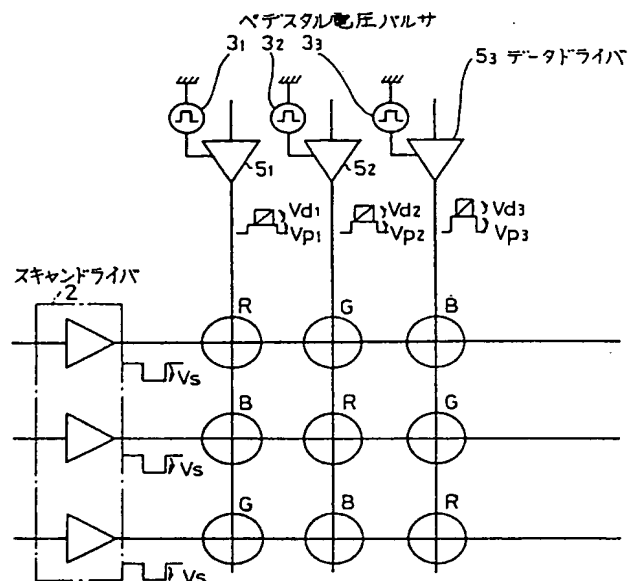 ペデスタル電圧パルサ
3₁ 3₂ 3₃
5₃ データドライバ
5₁ 5₂
Vd₁ Vd₂ Vd₃
Vp₁ Vp₂ Vp₃
スキャンドライバ
2
R G B
Vs
B R G
Vs
G B R
Vs